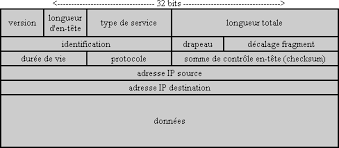 <---------------------------------- 32 bits ---------------------------------->
version longueur d'en-tête type de service longueur totale
identification drapeau décalage fragment
durée de vie protocole somme de contrôle en-tête (checksum)
adresse IP source
adresse IP destination
données